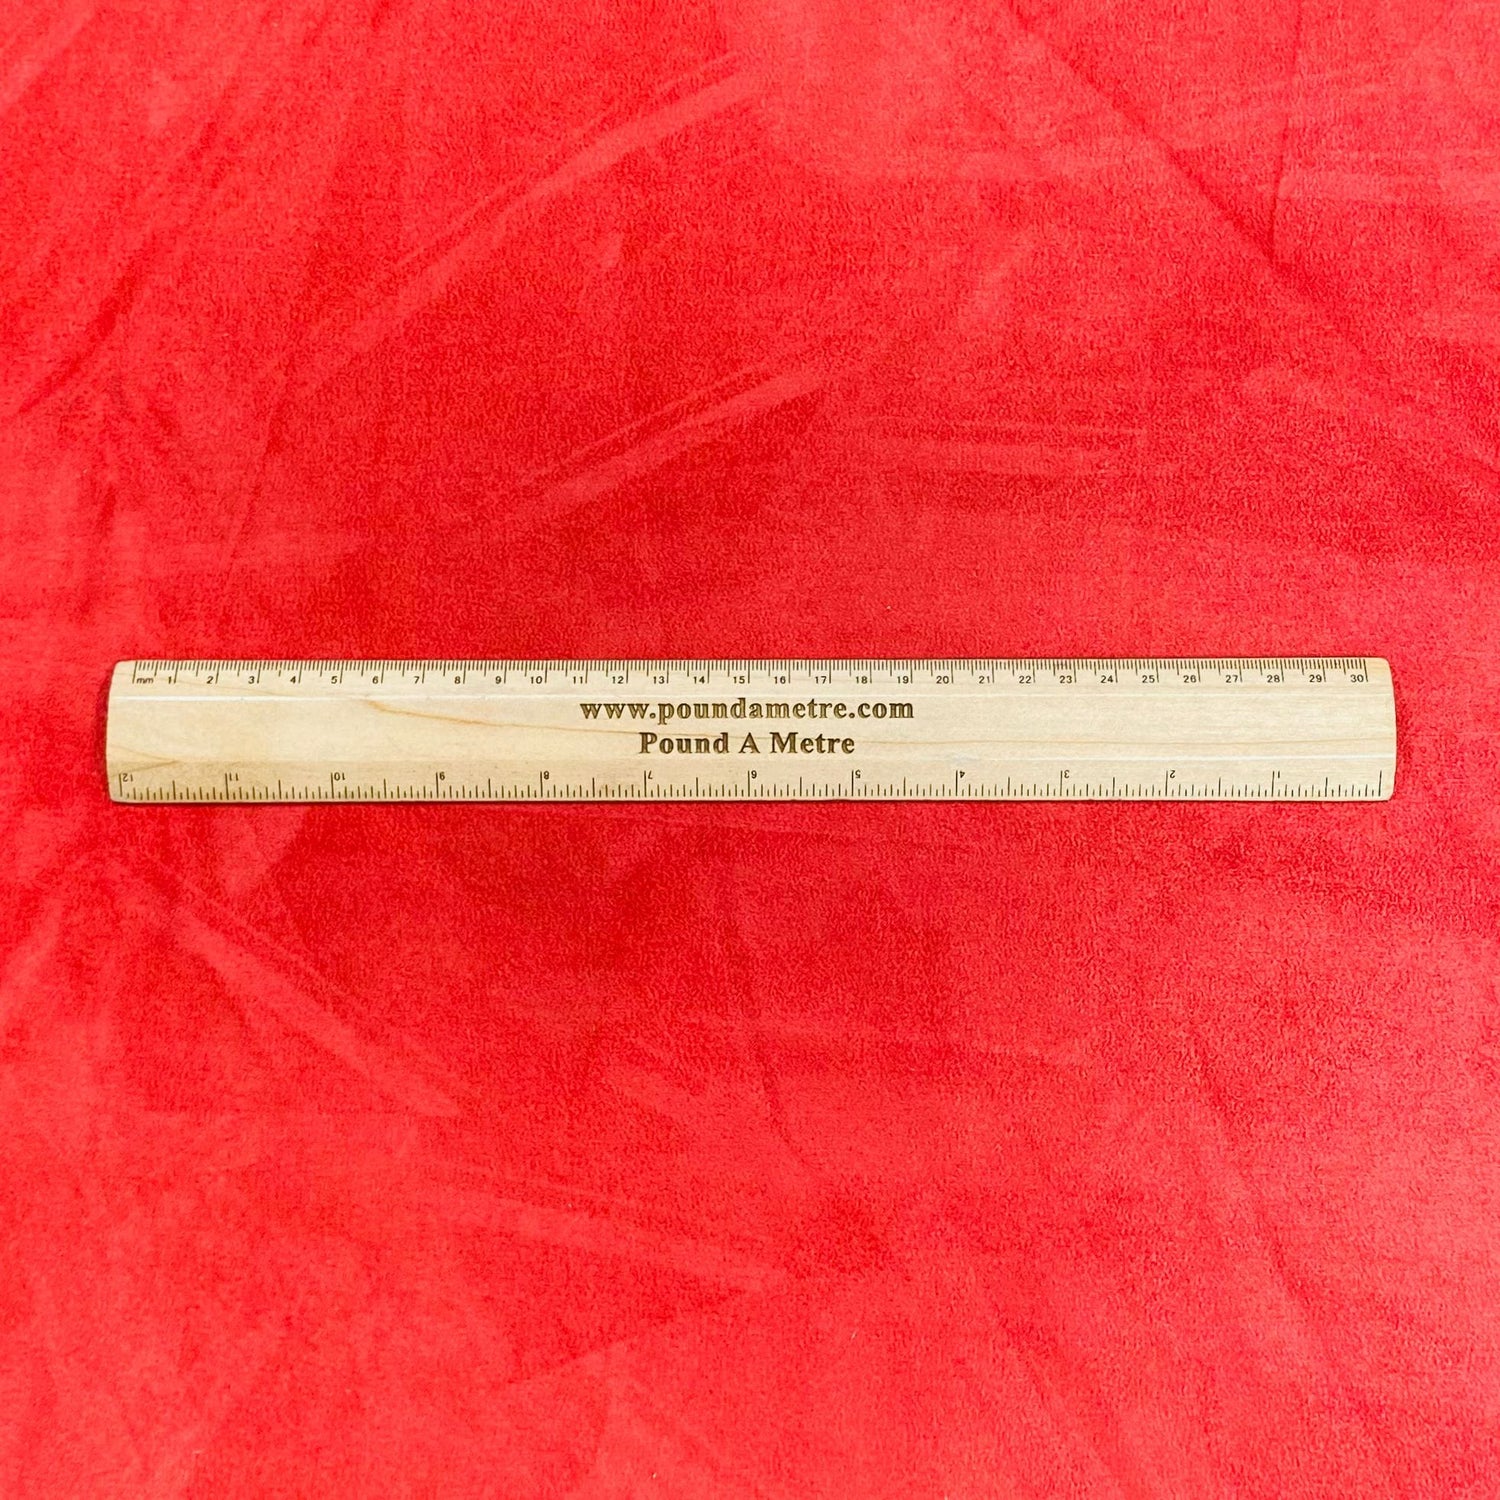 mm 1 2 3 4 5 6 7 8 9 10 11 12 13 14 15 16 17 18 19 20 21 22 23 24 25 26 27 28 29 30
www.poundametre.com
Pound A Metre
12 11 10 9 8 7 6 5 4 3 2 1